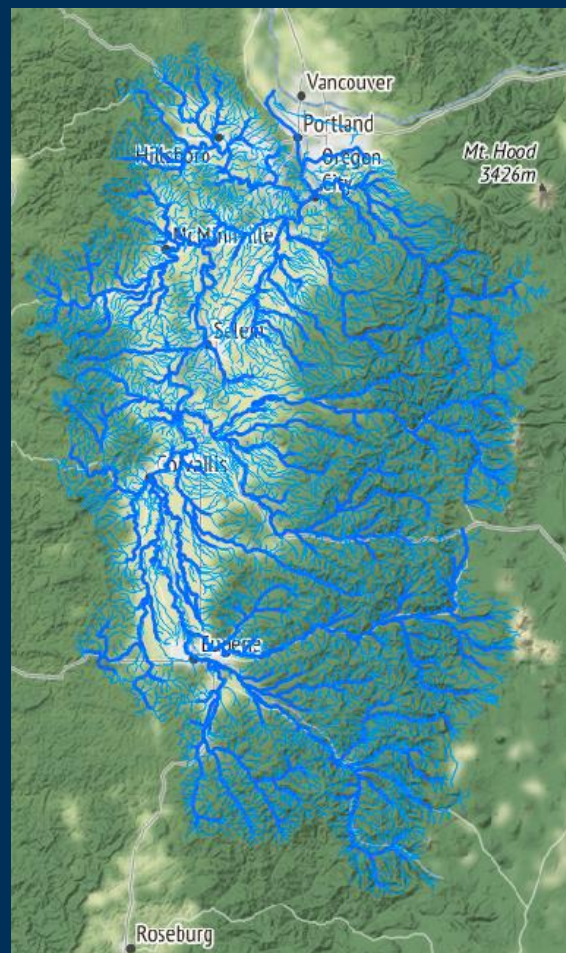 Vancouver
Portland
Hillsboro
Oregon
City
Mt. Hood
3426m
McMinnville
Salem
Corvallis
Eugene
Roseburg